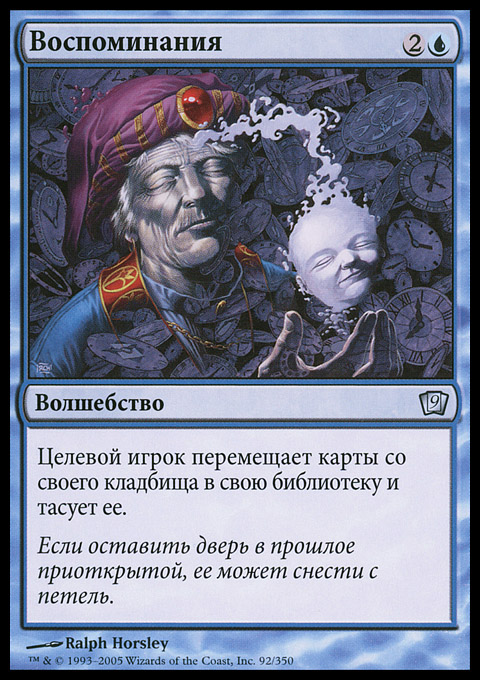 Воспоминания 2
Волшебство 9
Целевой игрок перемещает карты со
своего кладбища в свою библиотеку и
тасует ее.
Если оставить дверь в прошлое
приоткрытой, ее может снести с
петель.
Ralph Horsley
™ & © 1993–2005 Wizards of the Coast, Inc. 92/350